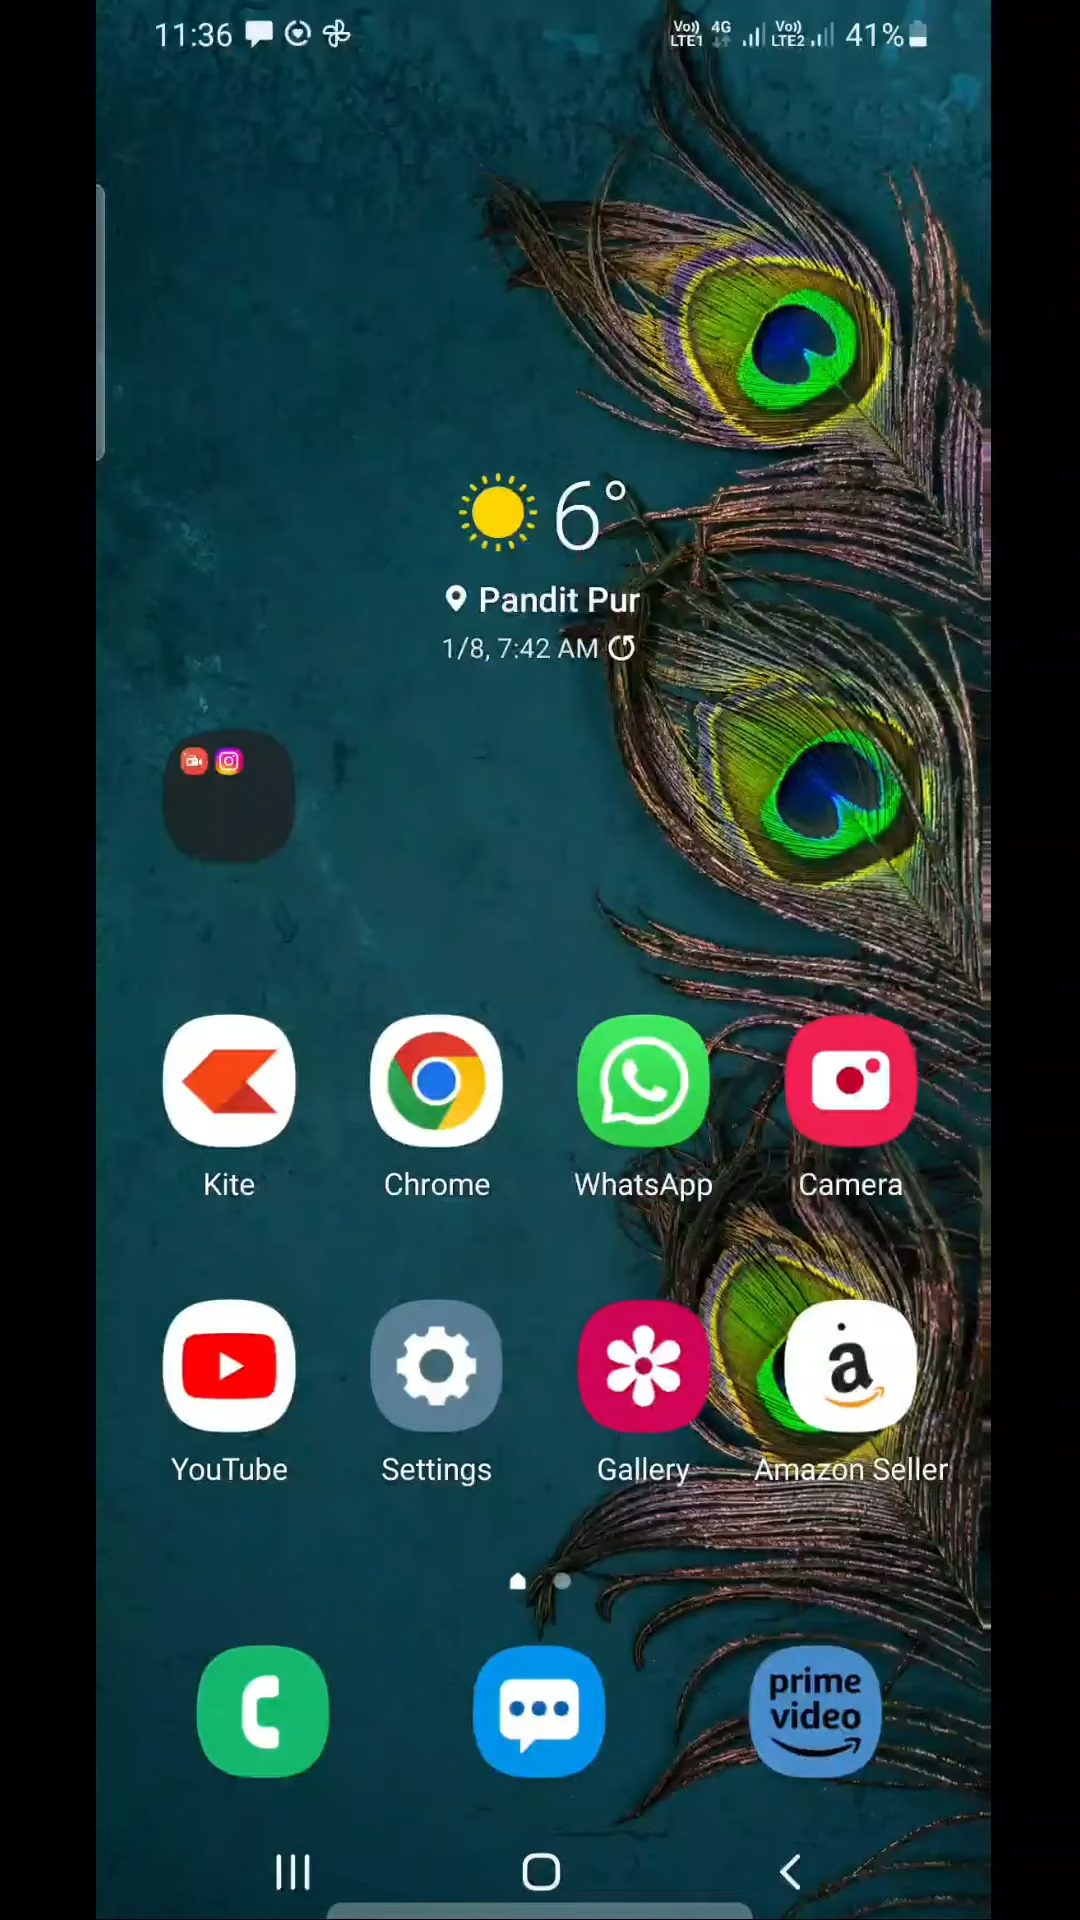 11:36
Vo)) LTE1 4G Vo)) LTE2 41%
6°
Pandit Pur
1/8, 7:42 AM
Kite
Chrome
WhatsApp
Camera
YouTube
Settings
Gallery
a
Amazon Seller
prime
video